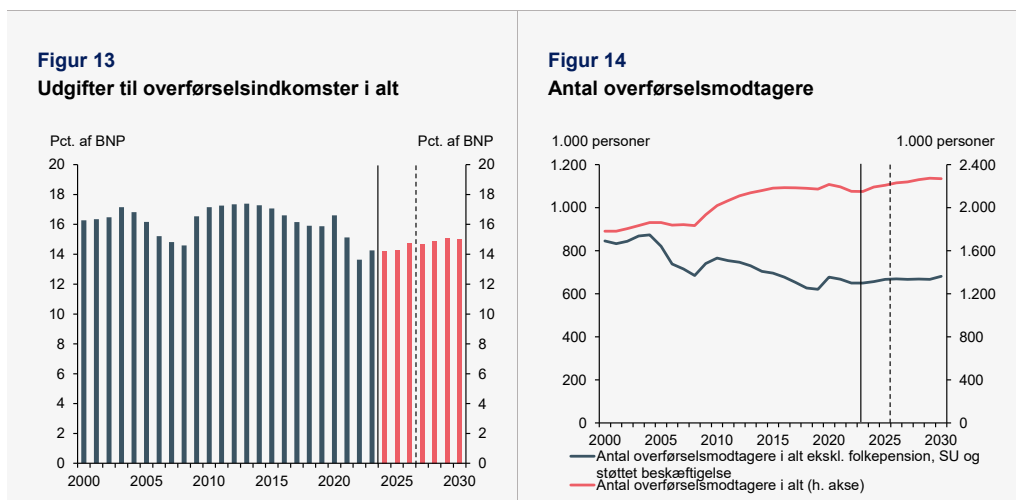 Figur 13
Udgifter til overførselsindkomster i alt
Pct. af BNP
Pct. af BNP
20 20
18 18
16 16
14 14
12 12
10 10
8 8
6 6
4 4
2 2
0 0
2000 2005 2010 2015 2020 2025 2030
Figur 14
Antal overførselsmodtagere
1.000 personer
1.000 personer
1.200 2.400
1.000 2.000
800 1.600
600 1.200
400 800
200 400
0 0
2000 2005 2010 2015 2020 2025 2030
Antal overførselsmodtagere i alt ekskl. folkepension, SU og
støttet beskæftigelse
Antal overførselsmodtagere i alt (h. akse)